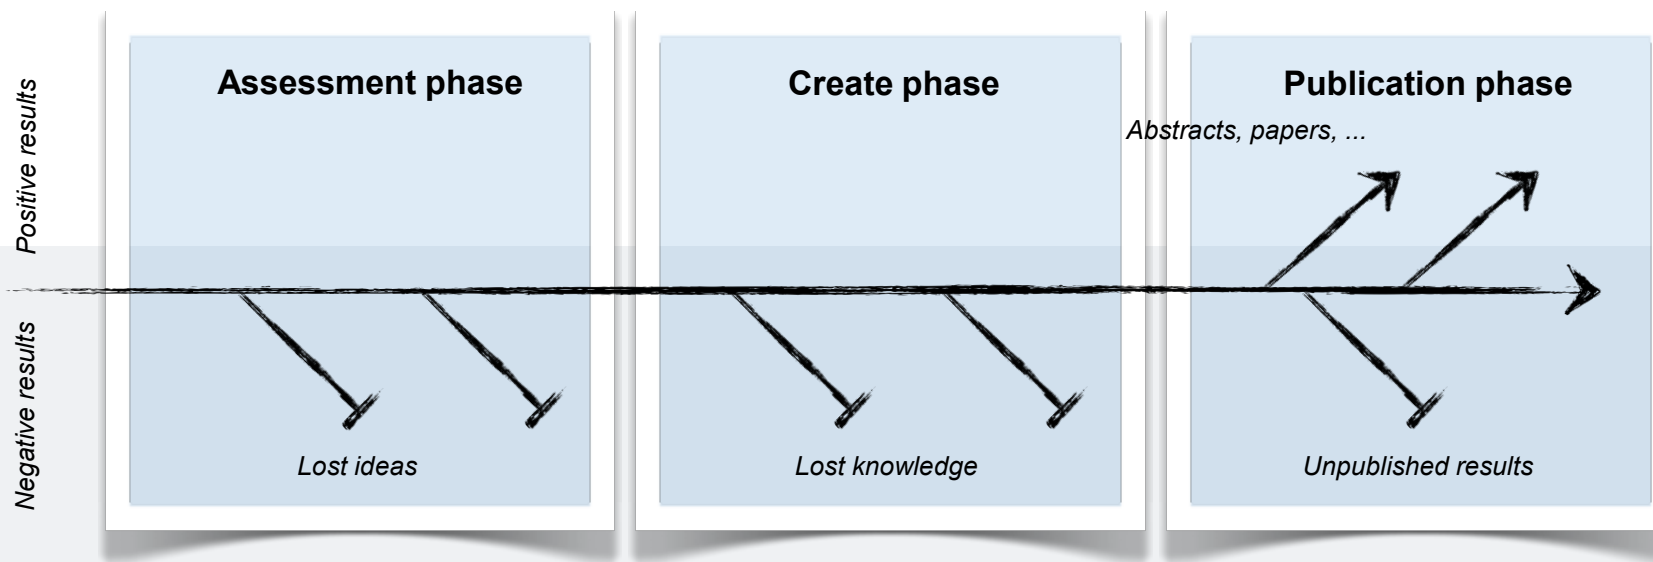 Positive results
Negative results
Assessment phase
Lost ideas
Create phase
Lost knowledge
Publication phase
Abstracts, papers, ...
Unpublished results